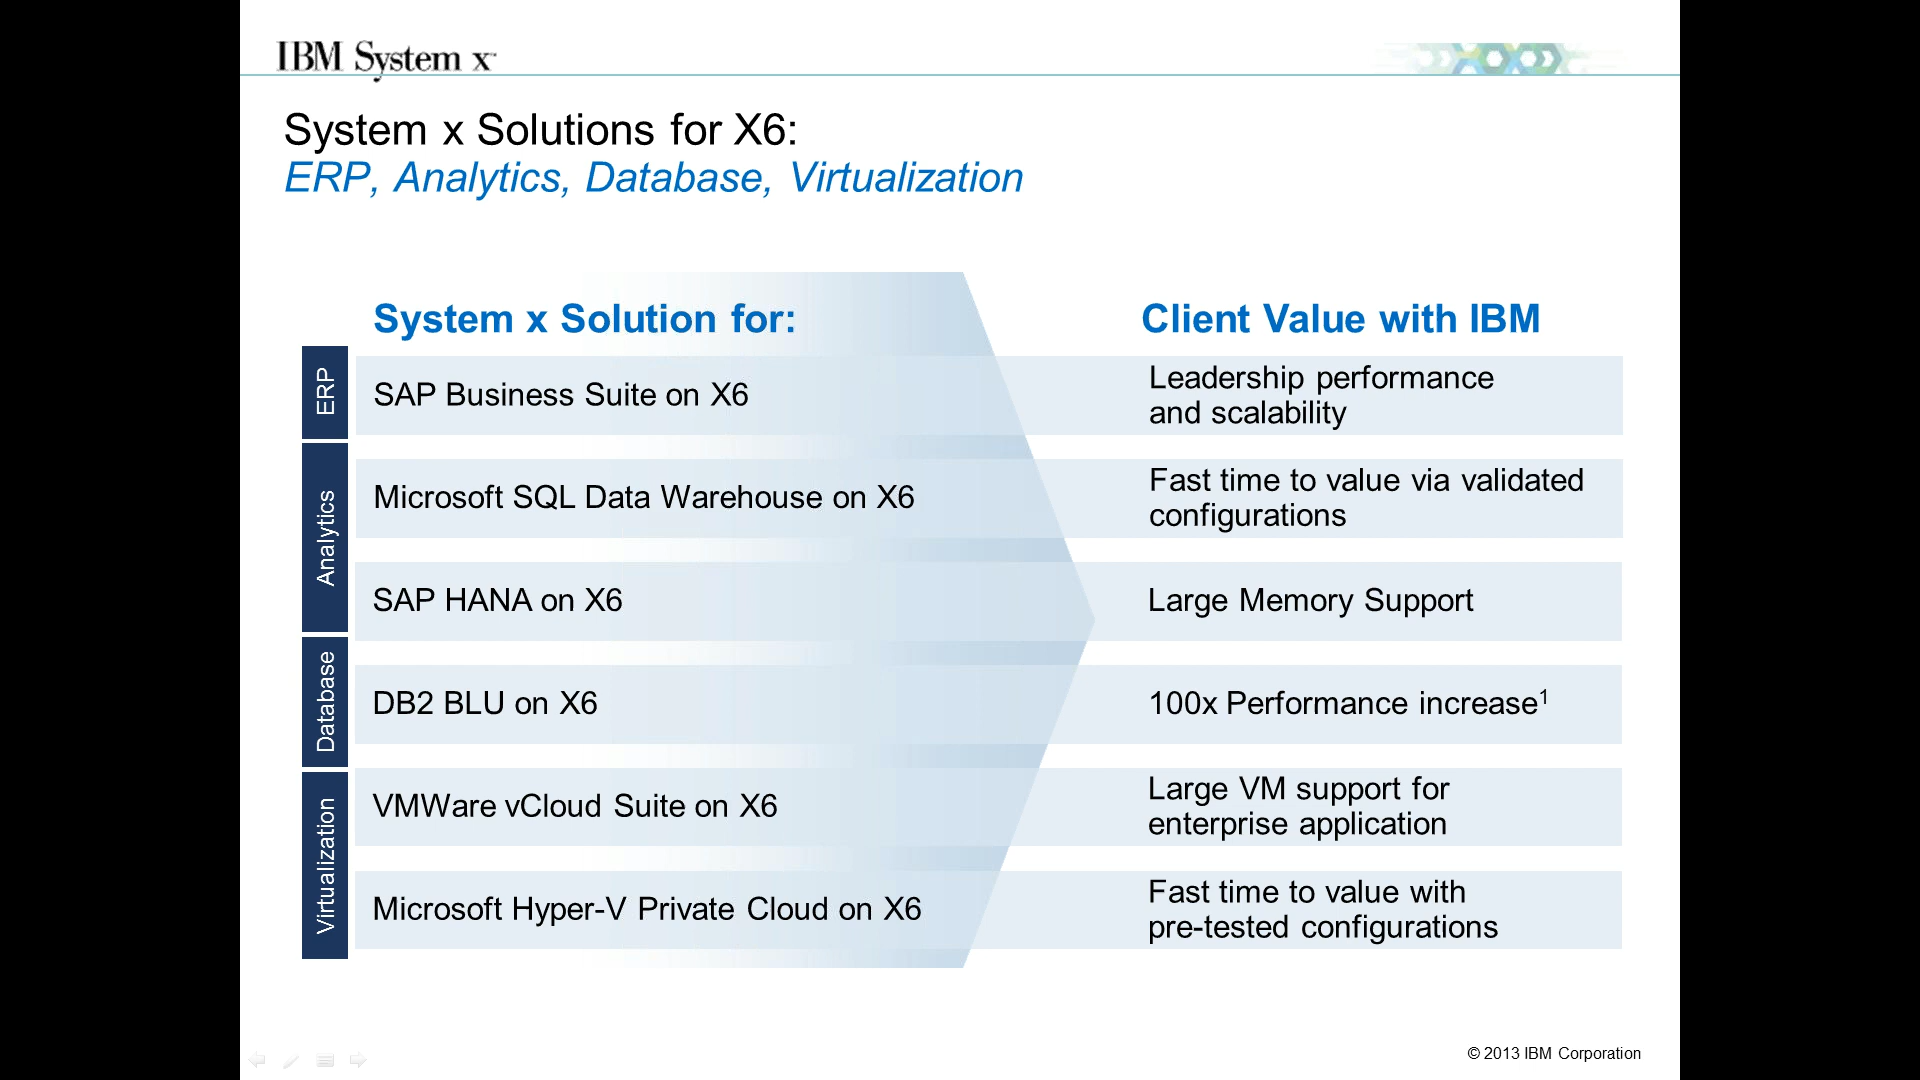 IBM System x™
System x Solutions for X6:
ERP, Analytics, Database, Virtualization
System x Solution for:
Client Value with IBM
ERP
SAP Business Suite on X6
Leadership performance
and scalability
Analytics
Microsoft SQL Data Warehouse on X6
Fast time to value via validated
configurations
SAP HANA on X6
Large Memory Support
Database
DB2 BLU on X6
100x Performance increase¹
Virtualization
VMWare vCloud Suite on X6
Large VM support for
enterprise application
Microsoft Hyper-V Private Cloud on X6
Fast time to value with
pre-tested configurations
© 2013 IBM Corporation